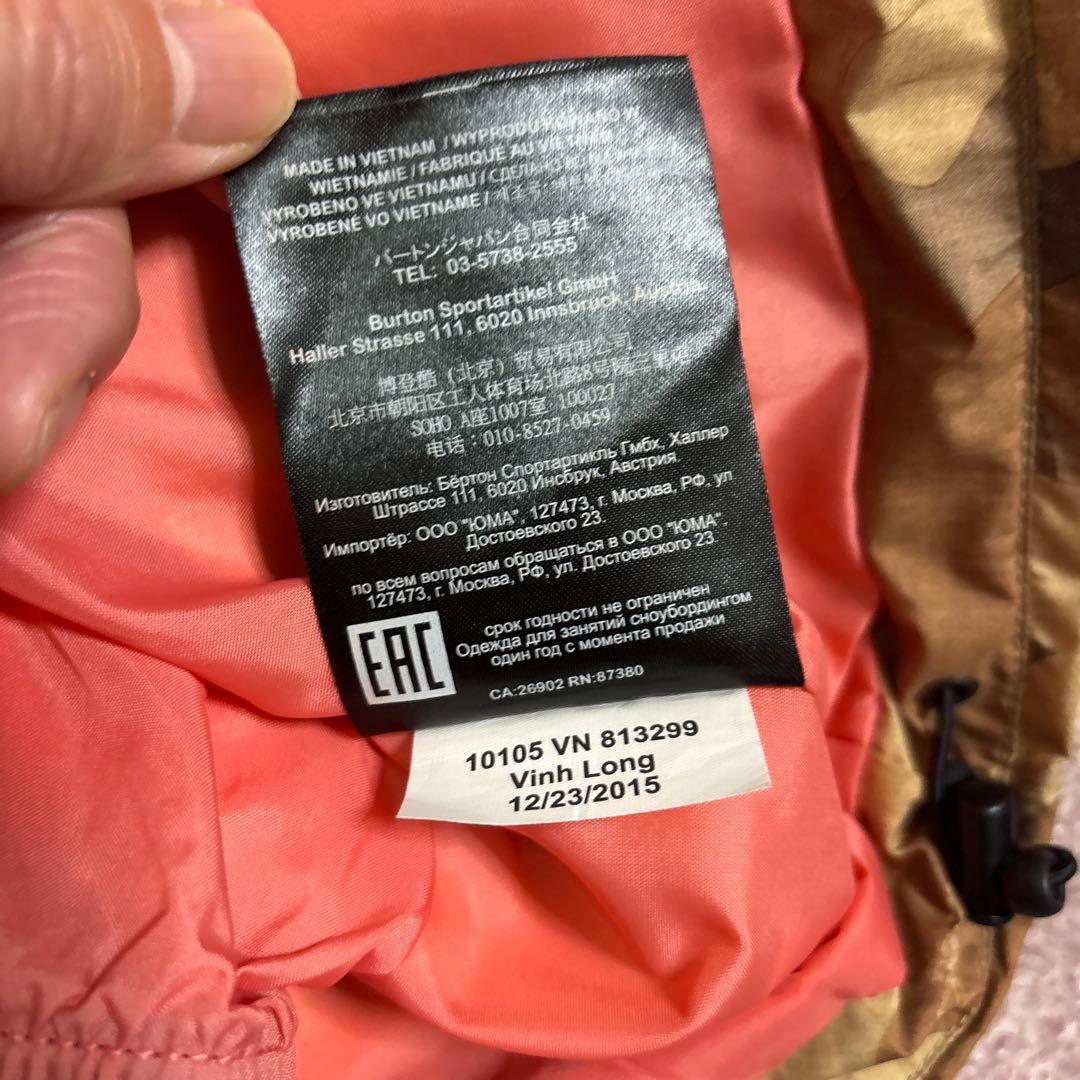 MADE IN VIETNAM / WYPRODUKOWANO W
WIETNAMIE / FABRIQUE AU VIETNAM
VYROBENO VE VIETNAMU / СДЕЛАНО
VYROBENÉ VO VIETNAME /
バートンジャパン合同会社
TEL: 03-5738-2555
Burton Sportartikel GmbH
Haller Strasse 111, 6020 Innsbruck, Austria
博登酷（北京）贸易有限公司
北京市朝阳区工人体育场北路8号院三里屯
SOHO A座1007室 100027
电话：010-8527-0459
Изготовитель: Бёртон Спортартикль Гмбх, Халлер
Штрассе 111, 6020 Инсбрук, Австрия
Импортёр: ООО "ЮМА", 127473, г. Москва, РФ, ул
Достоевского 23.
по всем вопросам обращаться в ООО "ЮМА",
127473, г. Москва, РФ, ул. Достоевского 23
EAC
срок годности не ограничен
Одежда для занятий сноубордингом
один год с момента продажи
CA:26902 RN:87380
10105 VN 813299
Vinh Long
12/23/2015